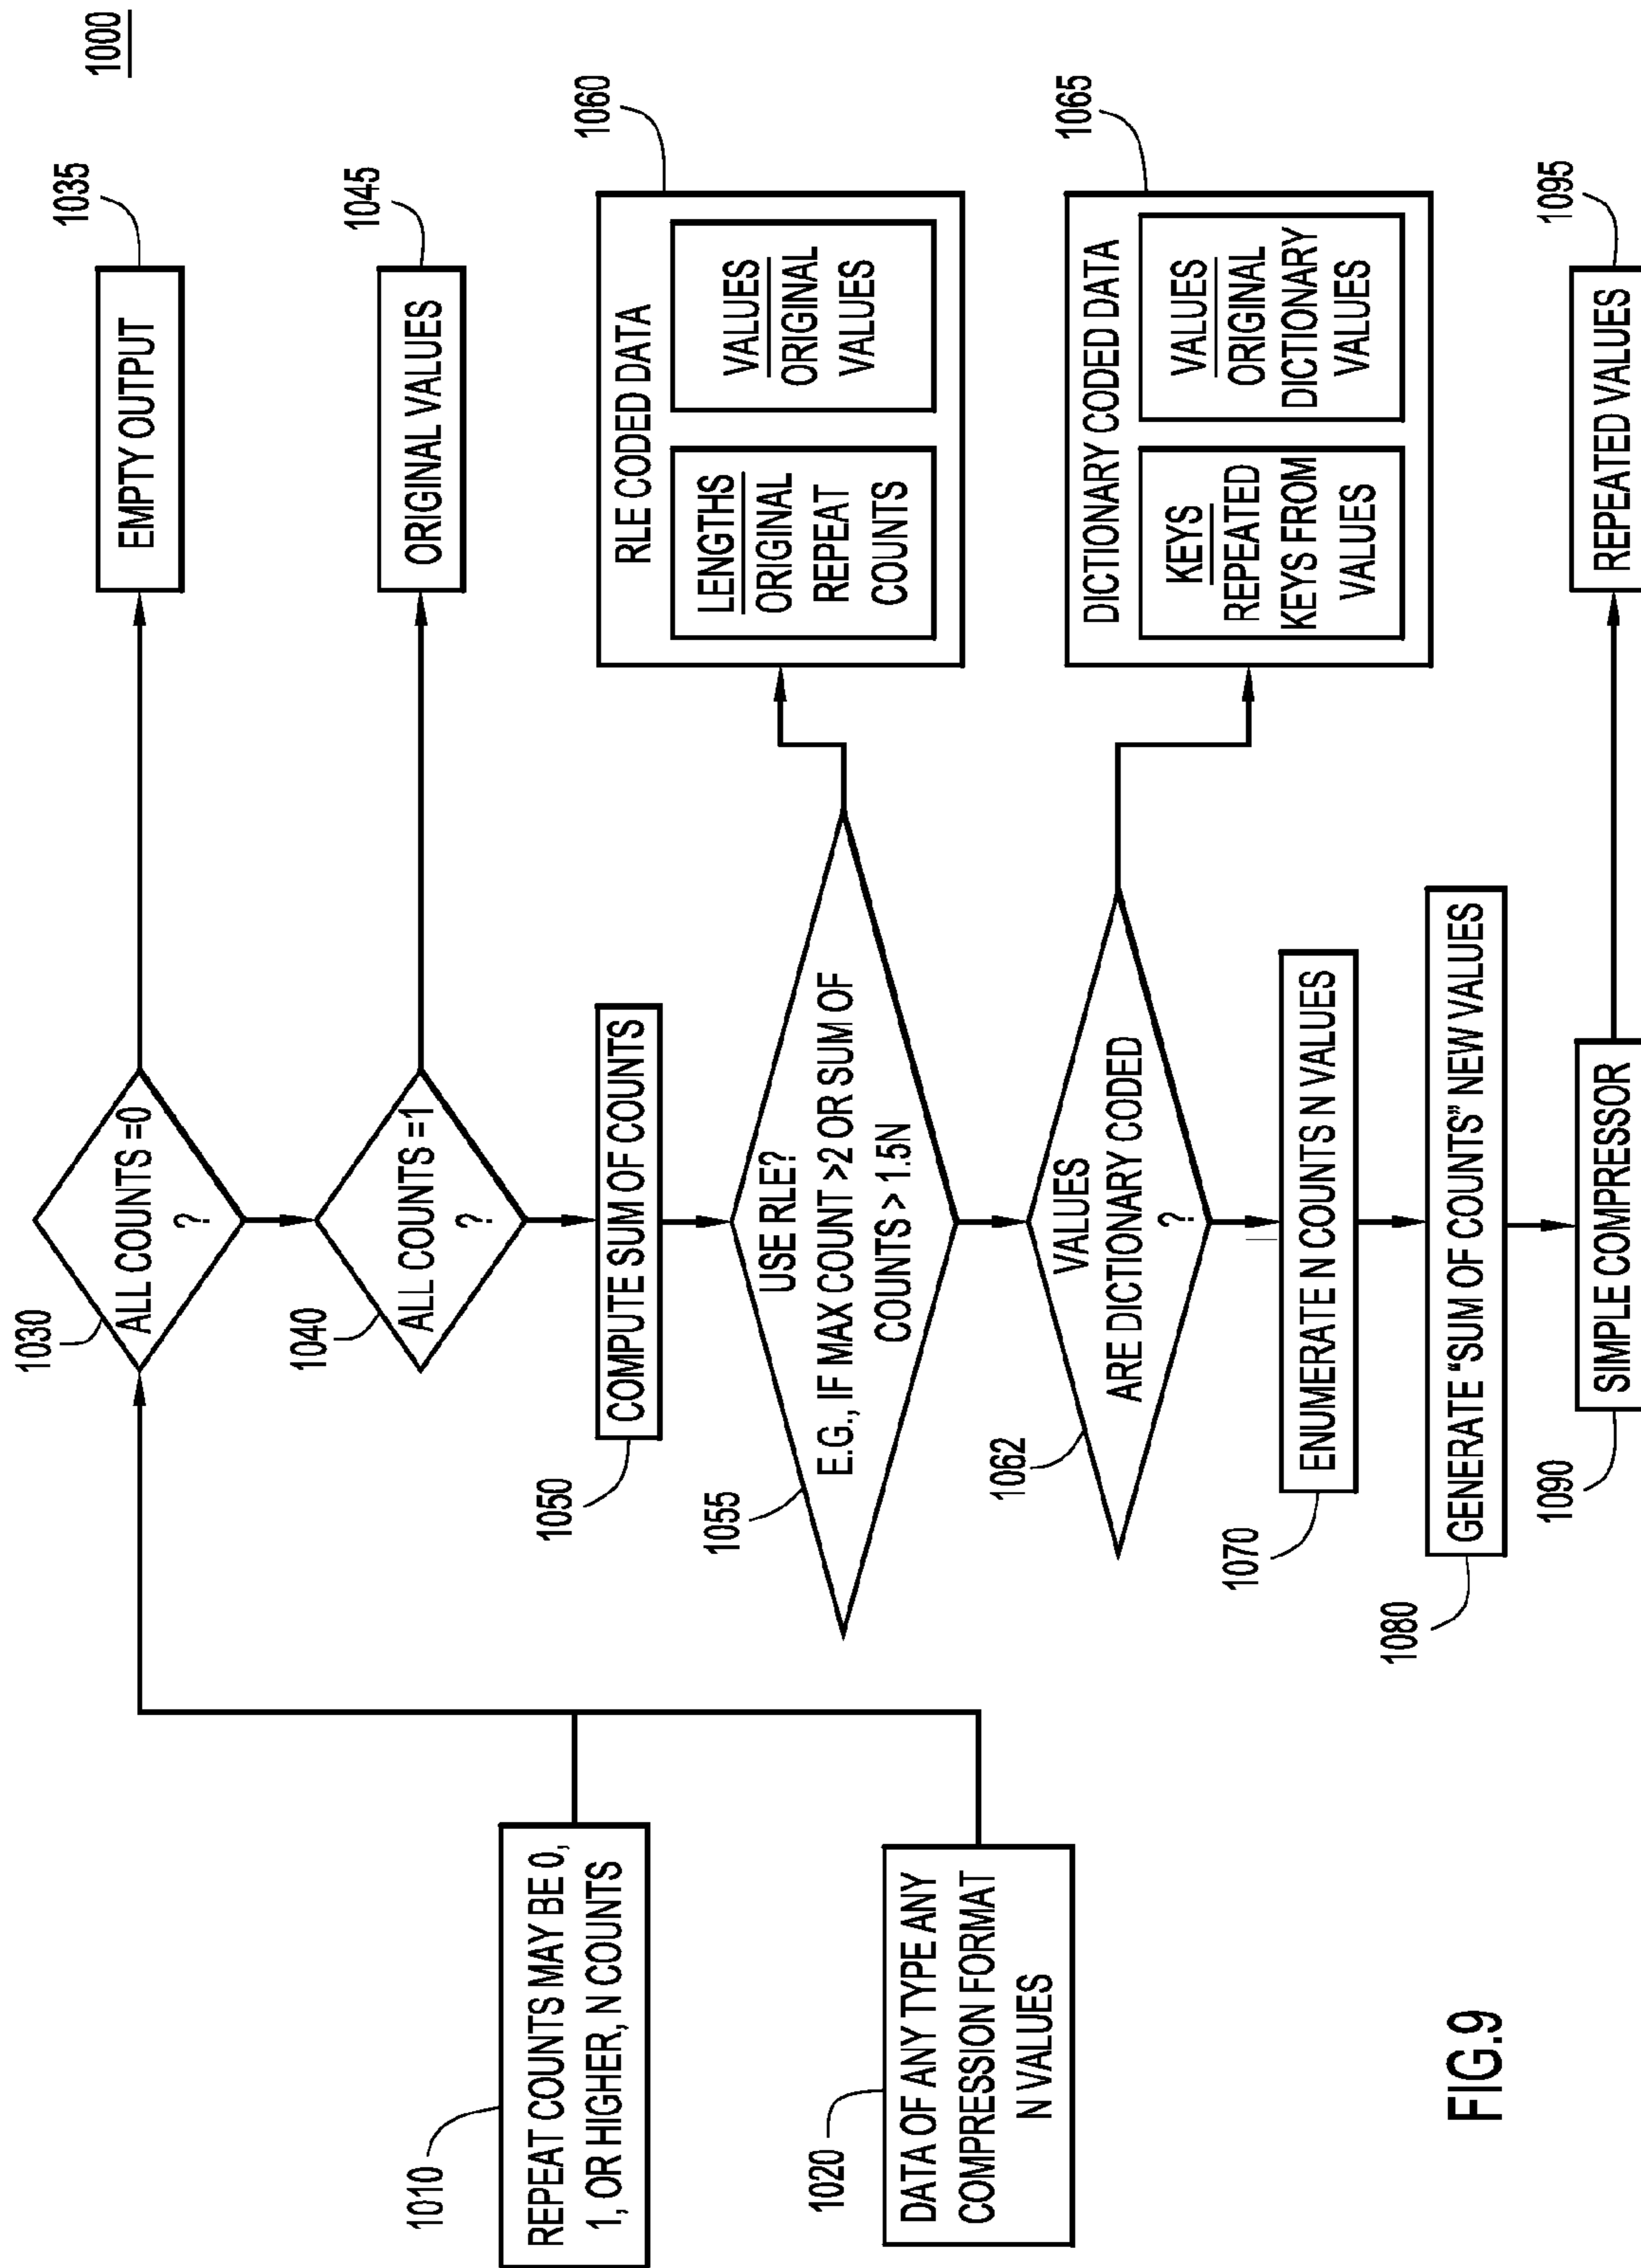 1000
1010
REPEAT COUNTS MAY BE 0,
1, OR HIGHER, N COUNTS
1020
DATA OF ANY TYPE ANY
COMPRESSION FORMAT
N VALUES
1030
ALL COUNTS =0
?
1035
EMPTY OUTPUT
1040
ALL COUNTS =1
?
1045
ORIGINAL VALUES
1050
COMPUTE SUM OF COUNTS
1055
USE RLE?
E.G., IF MAX COUNT >2 OR SUM OF
COUNTS > 1.5N
1060
RLE CODED DATA
LENGTHS
ORIGINAL
REPEAT
COUNTS
VALUES
ORIGINAL
VALUES
1062
VALUES
ARE DICTIONARY CODED
?
1065
DICTIONARY CODED DATA
KEYS
REPEATED
KEYS FROM
VALUES
VALUES
ORIGINAL
DICTIONARY
VALUES
1070
ENUMERATE N COUNTS N VALUES
1080
GENERATE “SUM OF COUNTS” NEW VALUES
1090
SIMPLE COMPRESSOR
1095
REPEATED VALUES
FIG.9